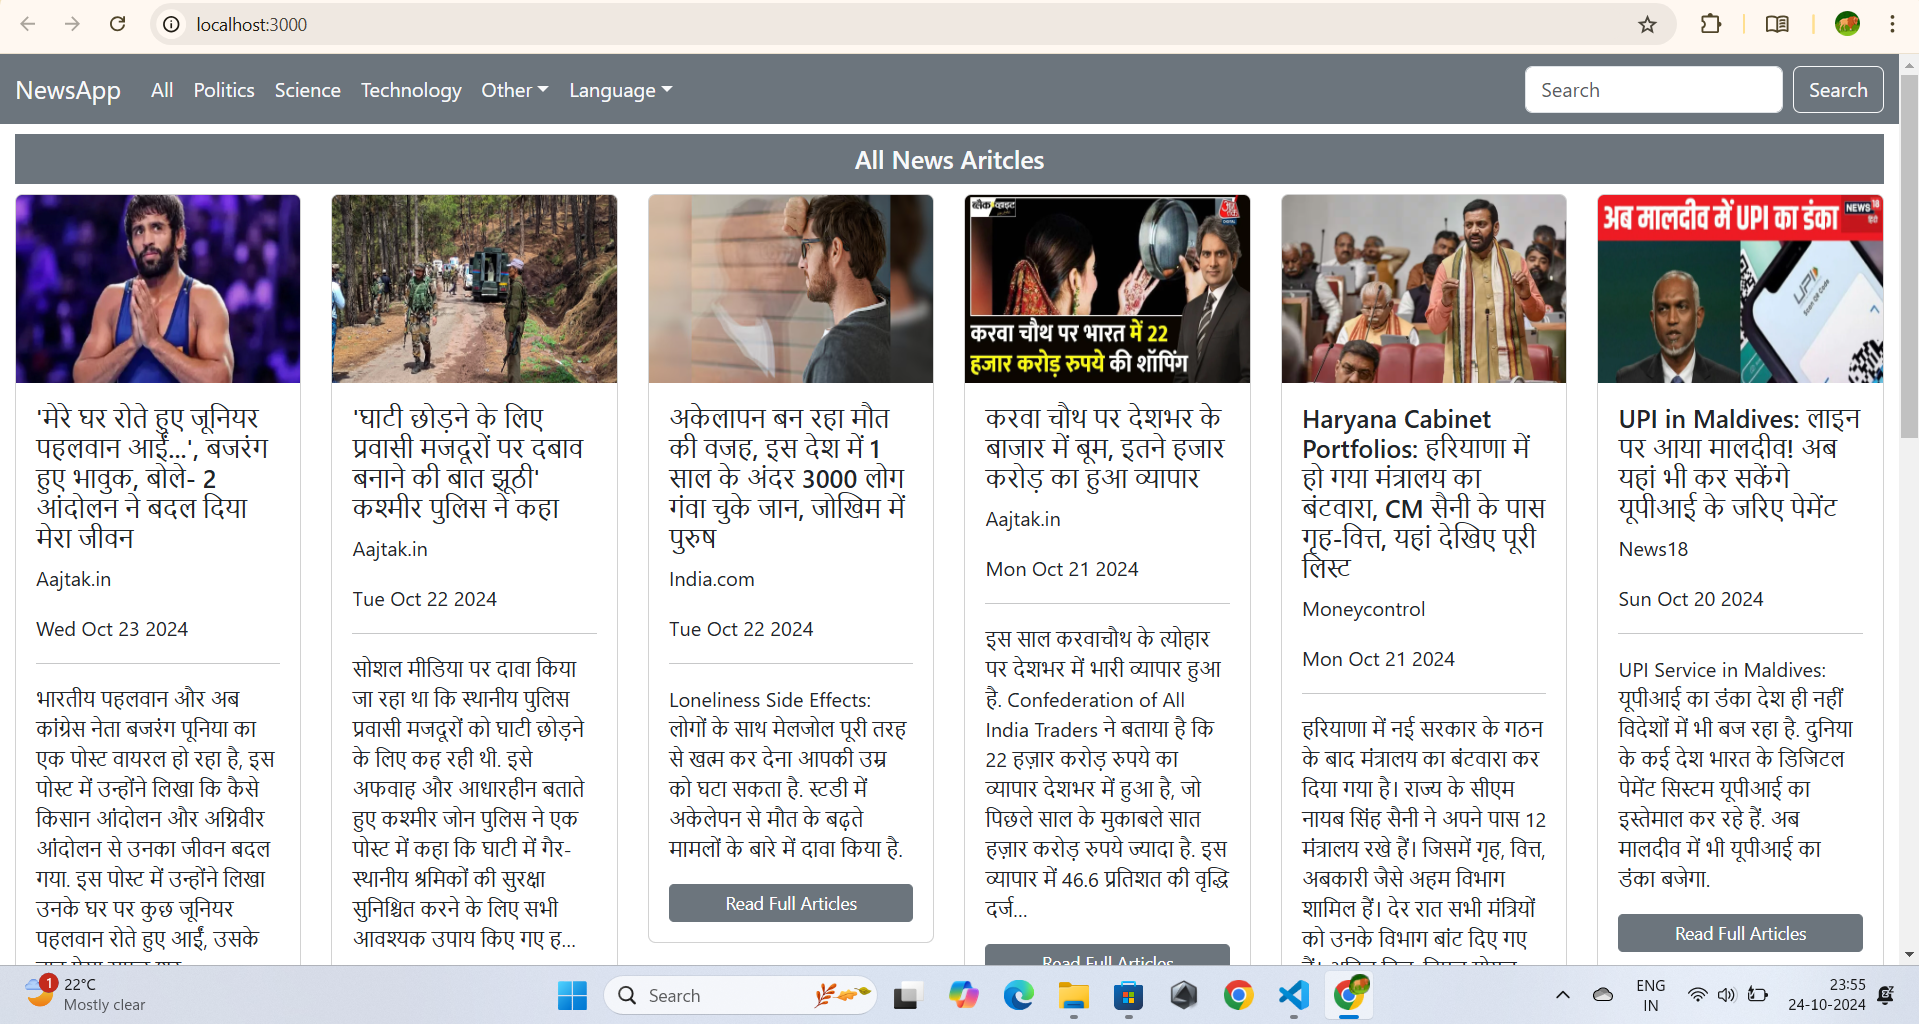 localhost:3000
NewsApp All Politics Science Technology Other Language Search Search
All News Aritcles
'मेरे घर रोते हुए जूनियर
पहलवान आईं...', बजरंग
हुए भावुक, बोले- 2
आंदोलन ने बदल दिया
मेरा जीवन
Aajtak.in
Wed Oct 23 2024
भारतीय पहलवान और अब
कांग्रेस नेता बजरंग पूनिया का
एक पोस्ट वायरल हो रहा है, इस
पोस्ट में उन्होंने लिखा कि कैसे
किसान आंदोलन और अग्निवीर
आंदोलन से उनका जीवन बदल
गया. इस पोस्ट में उन्होंने लिखा
उनके घर पर कुछ जूनियर
पहलवान रोते हुए आईं, उसके
'घाटी छोड़ने के लिए
प्रवासी मजदूरों पर दबाव
बनाने की बात झूठी'
कश्मीर पुलिस ने कहा
Aajtak.in
Tue Oct 22 2024
सोशल मीडिया पर दावा किया
जा रहा था कि स्थानीय पुलिस
प्रवासी मजदूरों को घाटी छोड़ने
के लिए कह रही थी. इसे
अफवाह और आधारहीन बताते
हुए कश्मीर जोन पुलिस ने एक
पोस्ट में कहा कि घाटी में गैर-
स्थानीय श्रमिकों की सुरक्षा
सुनिश्चित करने के लिए सभी
आवश्यक उपाय किए गए ह...
अकेलापन बन रहा मौत
की वजह, इस देश में 1
साल के अंदर 3000 लोग
गंवा चुके जान, जोखिम में
पुरुष
India.com
Tue Oct 22 2024
Loneliness Side Effects:
लोगों के साथ मेलजोल पूरी तरह
से खत्म कर देना आपकी उम्र
को घटा सकता है. स्टडी में
अकेलेपन से मौत के बढ़ते
मामलों के बारे में दावा किया है.
Read Full Articles
ब्लैक व्हाइट
करवा चौथ पर भारत में 22
हजार करोड़ रुपये की शॉपिंग
करवा चौथ पर देशभर के
बाजार में बूम, इतने हजार
करोड़ का हुआ व्यापार
Aajtak.in
Mon Oct 21 2024
इस साल करवाचौथ के त्योहार
पर देशभर में भारी व्यापार हुआ
है. Confederation of All
India Traders ने बताया है कि
22 हज़ार करोड़ रुपये का
व्यापार देशभर में हुआ है, जो
पिछले साल के मुकाबले सात
हज़ार करोड़ रुपये ज्यादा है. इस
व्यापार में 46.6 प्रतिशत की वृद्धि
दर्ज...
Read Full Articles
Haryana Cabinet
Portfolios: हरियाणा में
हो गया मंत्रालय का
बंटवारा, CM सैनी के पास
गृह-वित्त, यहां देखिए पूरी
लिस्ट
Moneycontrol
Mon Oct 21 2024
हरियाणा में नई सरकार के गठन
के बाद मंत्रालय का बंटवारा कर
दिया गया है। राज्य के सीएम
नायब सिंह सैनी ने अपने पास 12
मंत्रालय रखे हैं। जिसमें गृह, वित्त,
अबकारी जैसे अहम विभाग
शामिल हैं। देर रात सभी मंत्रियों
को उनके विभाग बांट दिए गए
अब मालदीव में UPI का डंका NEWS 18
UPI
UPI in Maldives: लाइन
पर आया मालदीव! अब
यहां भी कर सकेंगे
यूपीआई के जरिए पेमेंट
News18
Sun Oct 20 2024
UPI Service in Maldives:
यूपीआई का डंका देश ही नहीं
विदेशों में भी बज रहा है. दुनिया
के कई देश भारत के डिजिटल
पेमेंट सिस्टम यूपीआई का
इस्तेमाल कर रहे हैं. अब
मालदीव में भी यूपीआई का
डंका बजेगा.
Read Full Articles
1
22°C
Mostly clear
Search
ENG
IN
23:55
24-10-2024